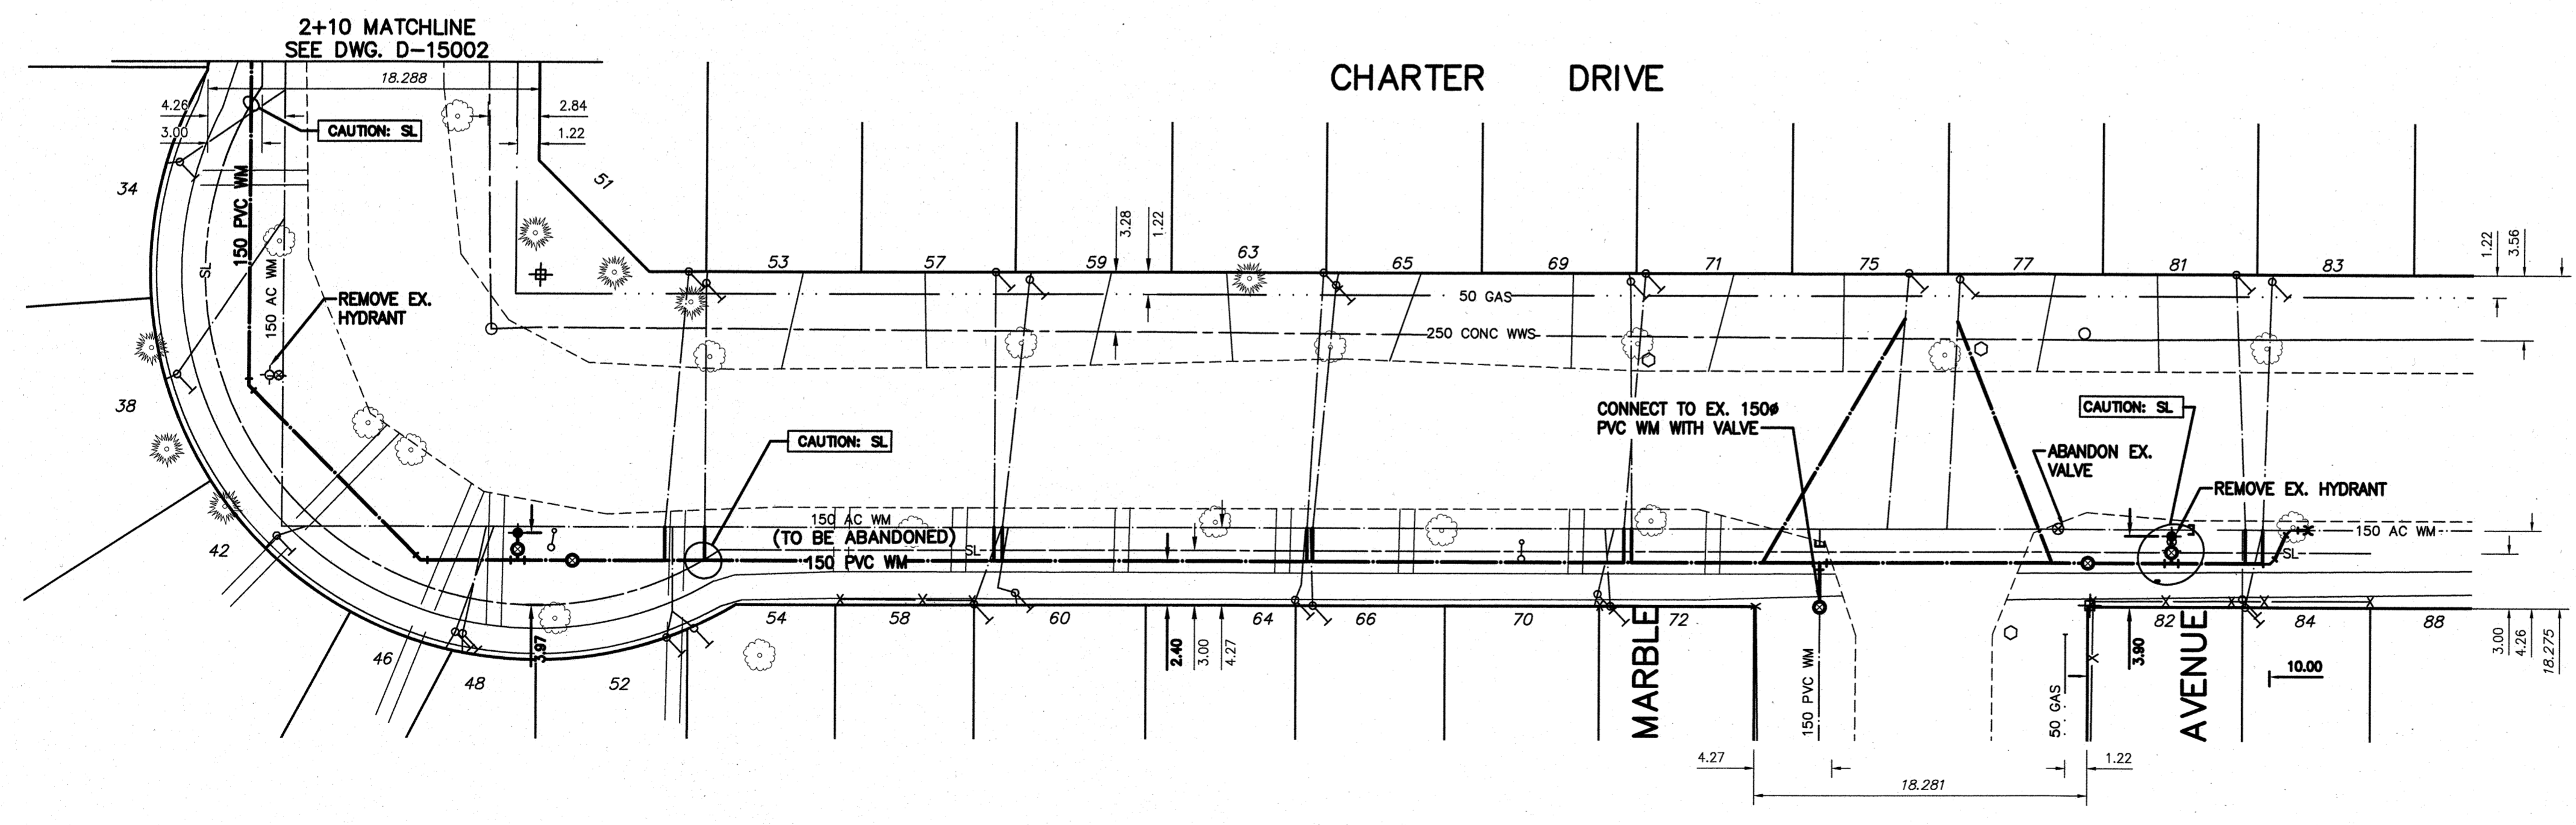 2+10 MATCHLINE
SEE DWG. D-15002
18.288
4.26
3.00
2.84
1.22
CAUTION: SL
CHARTER DRIVE
34
38
42
46
48
52
51
53
57
59
63
65
69
71
75
77
81
83
3.28
1.22
1.22
3.56
SL
150 PVC WM
150 AC WM
REMOVE EX.
HYDRANT
50 GAS
250 CONC WWS
CONNECT TO EX. 150ø
PVC WM WITH VALVE
CAUTION: SL
CAUTION: SL
ABANDON EX.
VALVE
REMOVE EX. HYDRANT
150 AC WM
(TO BE ABANDONED)
SL
150 PVC WM
150 AC WM
SL
54
58
60
64
66
70
72
82
84
88
3.97
2.40
3.00
4.27
MARBLE AVENUE
150 PVC WM
50 GAS
3.90
10.00
3.00
4.26
18.275
4.27
18.281
1.22